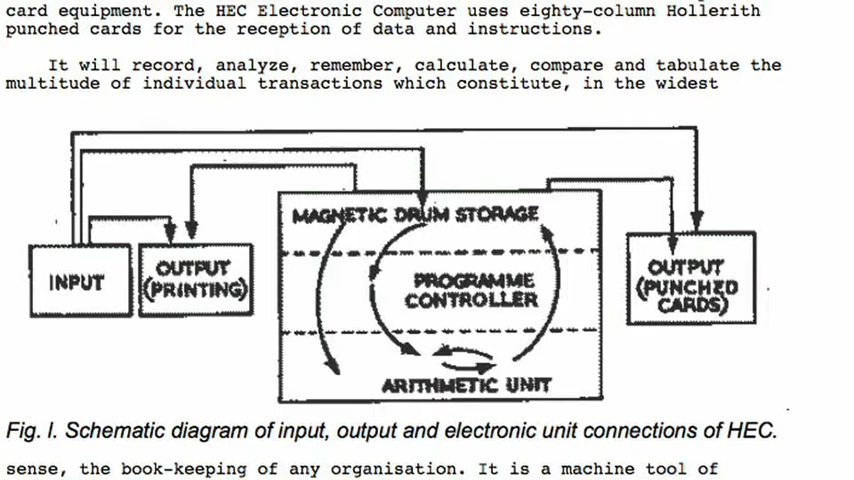 card equipment. The HEC Electronic Computer uses eighty-column Hollerith
punched cards for the reception of data and instructions.
It will record, analyze, remember, calculate, compare and tabulate the
multitude of individual transactions which constitute, in the widest
MAGNETIC DRUM STORAGE
INPUT
OUTPUT
(PRINTING)
PROGRAMME
CONTROLLER
OUTPUT
(PUNCHED
CARDS)
ARITHMETIC UNIT
Fig. I. Schematic diagram of input, output and electronic unit connections of HEC.
sense, the book-keeping of any organisation. It is a machine tool of